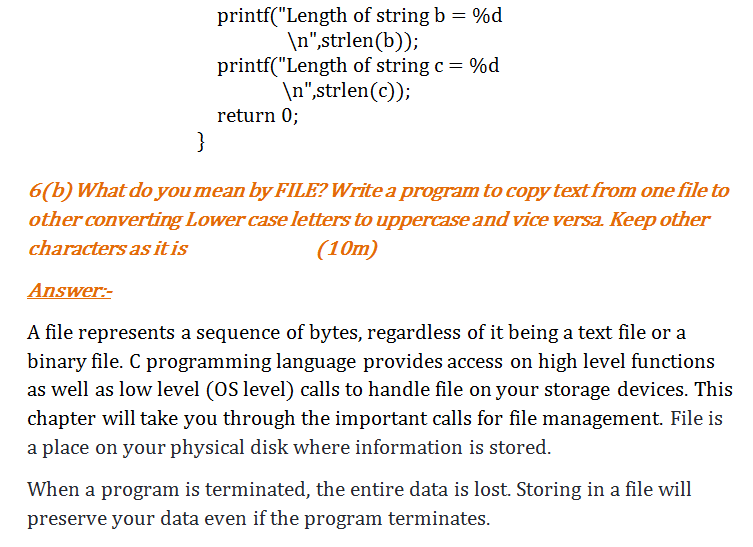 printf("Length of string b = %d
\n",strlen(b));
printf("Length of string c = %d
\n",strlen(c));
return 0;
}
6(b) What do you mean by FILE? Write a program to copy text from one file to
other converting Lower case letters to uppercase and vice versa. Keep other
characters as it is (10m)
Answer:-
A file represents a sequence of bytes, regardless of it being a text file or a
binary file. C programming language provides access on high level functions
as well as low level (OS level) calls to handle file on your storage devices. This
chapter will take you through the important calls for file management. File is
a place on your physical disk where information is stored.
When a program is terminated, the entire data is lost. Storing in a file will
preserve your data even if the program terminates.